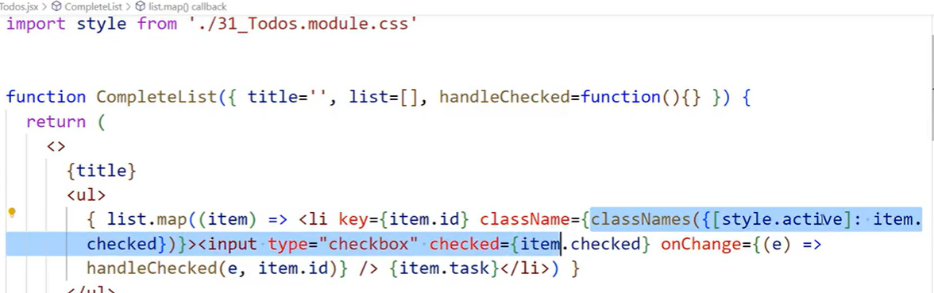 Todos.jsx > CompleteList > list.map() callback
import style from './31_Todos.module.css'
function CompleteList({ title='', list=[], handleChecked=function(){} }) {
return (
<>
{title}
<ul>
{ list.map((item) => <li key={item.id} className={classNames({[style.active]: item.
checked})}><input type="checkbox" checked={item.checked} onChange={(e) =>
handleChecked(e, item.id)} /> {item.task}</li>) }
</ul>